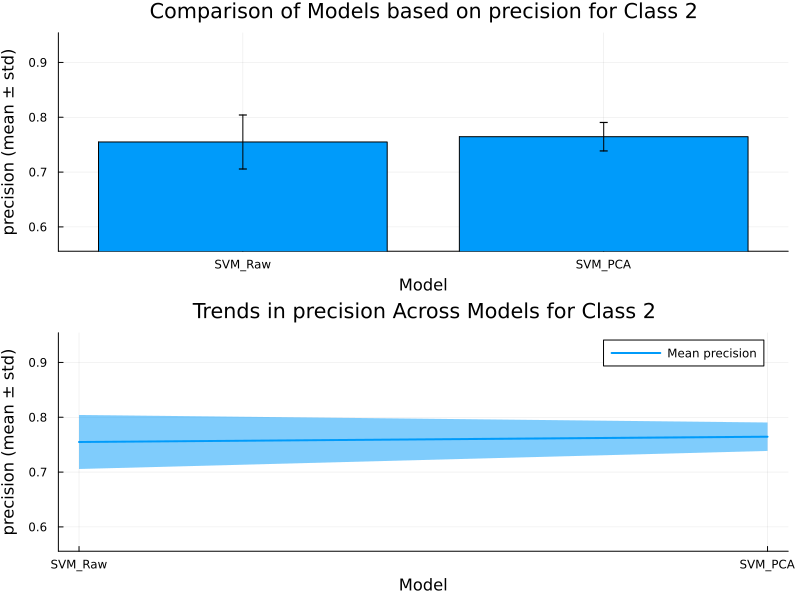 Comparison of Models based on precision for Class 2
precision (mean ± std)
0.9
0.8
0.7
0.6
SVM_Raw
SVM_PCA
Model
Trends in precision Across Models for Class 2
precision (mean ± std)
0.9
0.8
0.7
0.6
Mean precision
SVM_Raw
SVM_PCA
Model